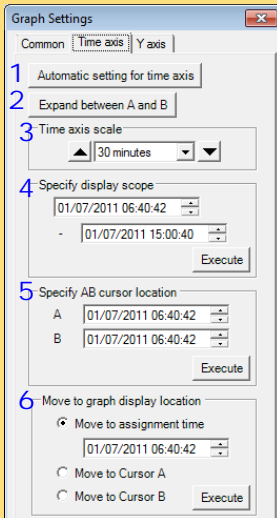 Graph Settings
Common Time axis Y axis
1 Automatic setting for time axis
2 Expand between A and B
3 Time axis scale
30 minutes
4 Specify display scope
01/07/2011 06:40:42
- 01/07/2011 15:00:40
Execute
5 Specify AB cursor location
A 01/07/2011 06:40:42
B 01/07/2011 06:40:42
Execute
6 Move to graph display location
Move to assignment time
01/07/2011 06:40:42
Move to Cursor A
Move to Cursor B Execute